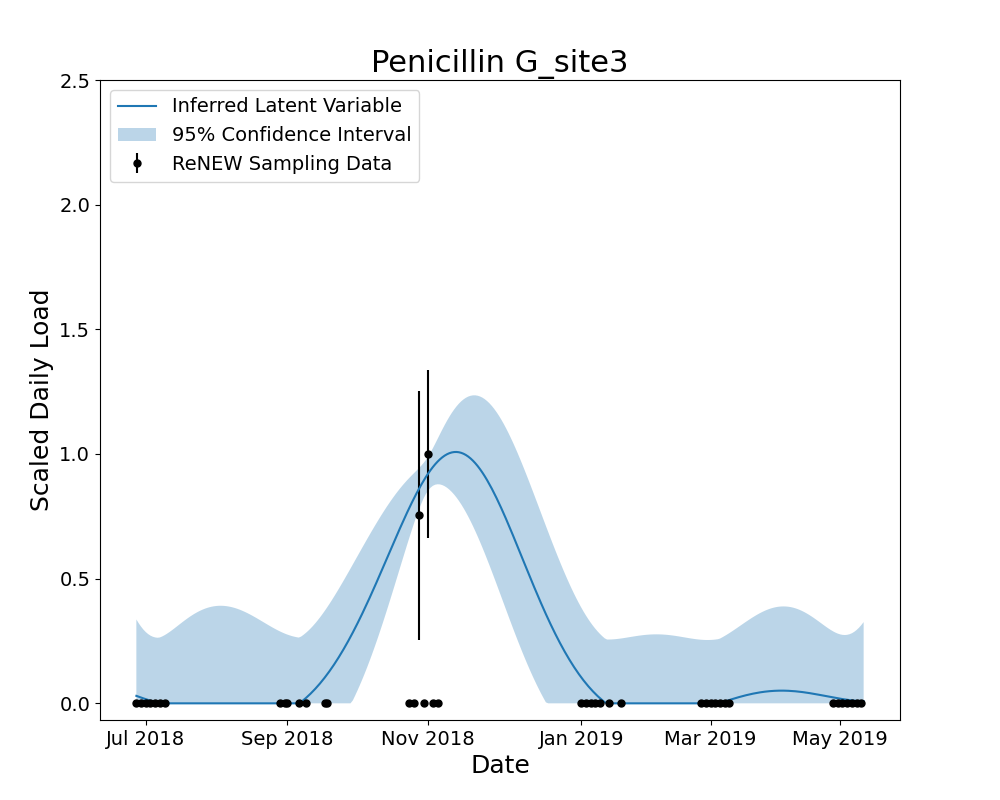 Penicillin G_site3
2.5
Inferred Latent Variable
95% Confidence Interval
ReNEW Sampling Data
2.0
1.5
1.0
0.5
0.0
Scaled Daily Load
Jul 2018 Sep 2018 Nov 2018 Jan 2019 Mar 2019 May 2019
Date